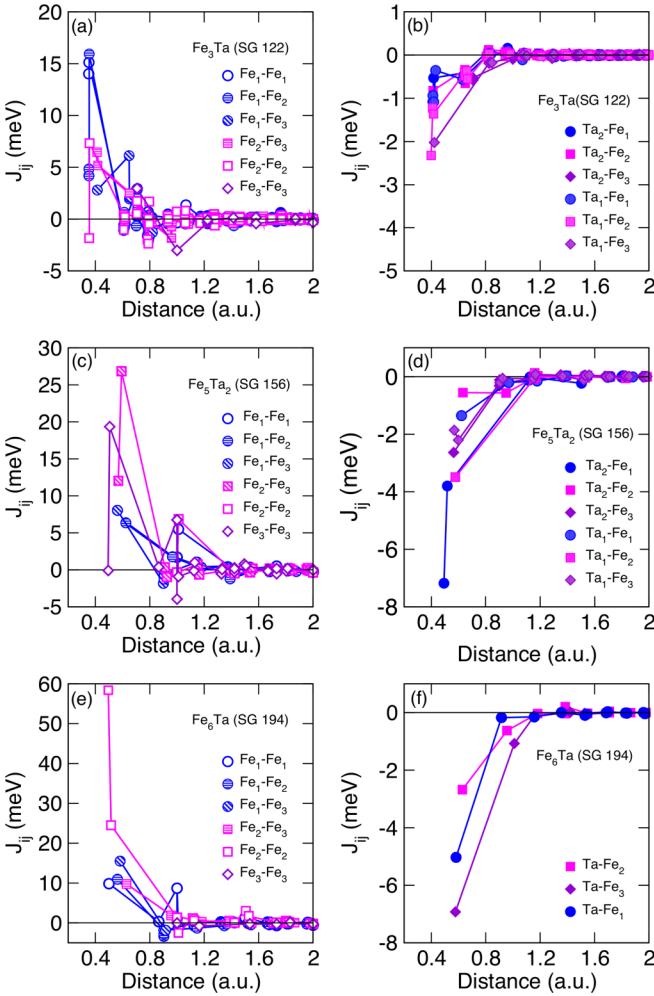 (a)
Fe3Ta (SG 122)
Fe1-Fe1
Fe1-Fe2
Fe1-Fe3
Fe2-Fe3
Fe2-Fe2
Fe3-Fe3
20
15
10
5
0
-5
Jij (meV)
0.4 0.8 1.2 1.6 2
Distance (a.u.)
(b)
Fe3Ta(SG 122)
Ta2-Fe1
Ta2-Fe2
Ta2-Fe3
Ta1-Fe1
Ta1-Fe2
Ta1-Fe3
1
0
-1
-2
-3
-4
-5
Jij (meV)
0.4 0.8 1.2 1.6 2
Distance (a.u.)
(c)
Fe5Ta2 (SG 156)
Fe1-Fe1
Fe1-Fe2
Fe1-Fe3
Fe2-Fe3
Fe2-Fe2
Fe3-Fe3
30
25
20
15
10
5
0
-5
Jij (meV)
0.4 0.8 1.2 1.6 2
Distance (a.u.)
(d)
Fe5Ta2 (SG 156)
Ta2-Fe1
Ta2-Fe2
Ta2-Fe3
Ta1-Fe1
Ta1-Fe2
Ta1-Fe3
0
-2
-4
-6
-8
Jij (meV)
0.4 0.8 1.2 1.6 2
Distance (a.u.)
(e)
Fe6Ta (SG 194)
Fe1-Fe1
Fe1-Fe2
Fe1-Fe3
Fe2-Fe3
Fe2-Fe2
Fe3-Fe3
60
50
40
30
20
10
0
Jij (meV)
0.4 0.8 1.2 1.6 2
Distance (a.u.)
(f)
Fe6Ta (SG 194)
Ta-Fe2
Ta-Fe3
Ta-Fe1
0
-2
-4
-6
-8
Jij (meV)
0.4 0.8 1.2 1.6 2
Distance (a.u.)